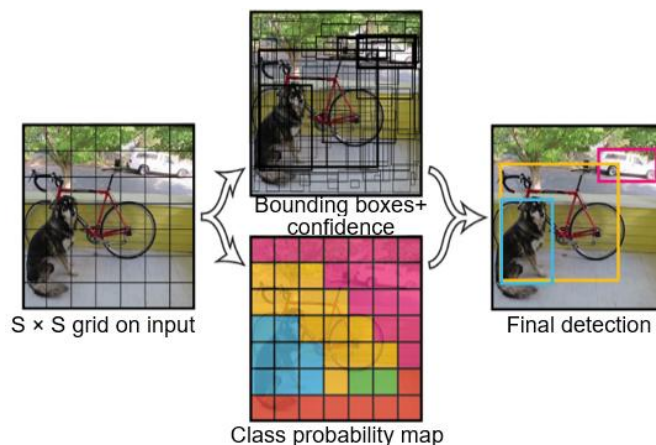 S × S grid on input
Bounding boxes+
confidence
Class probability map
Final detection